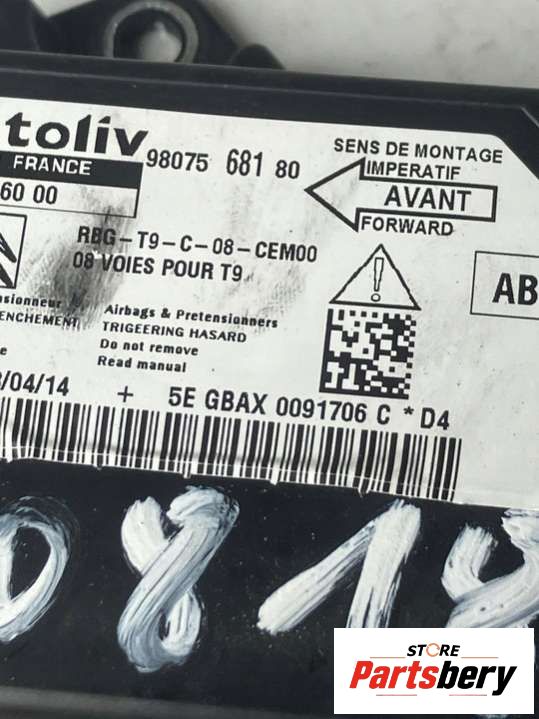 toliv
FRANCE
98075 681 80
6 00
SENS DE MONTAGE
IMPERATIF
AVANT
FORWARD
RBG-T9-C-08-CEM00
08 VOIES POUR T9
AB
Airbags & Pretensionners
TRIGEERING HASARD
Do not remove
Read manual
/04/14
+ 5E GBAX 0091706 C * D4
0818
STORE
Partsbery